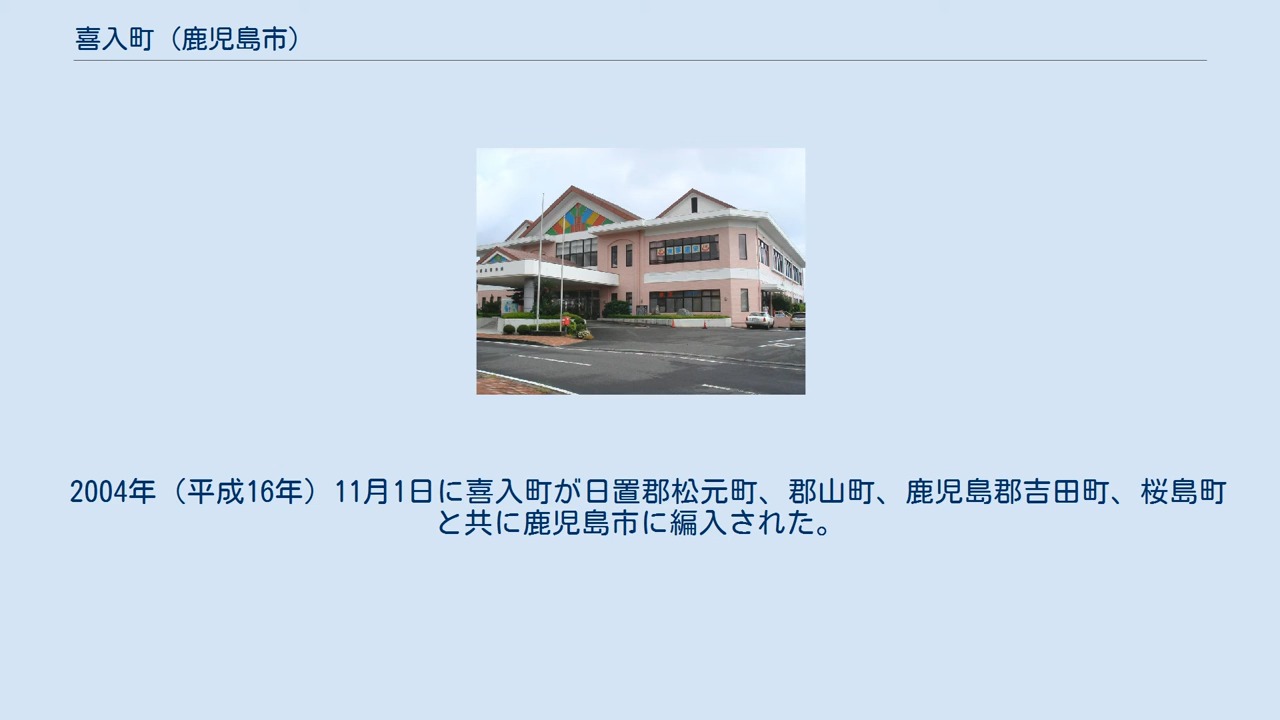 喜入町（鹿児島市）
2004年（平成16年）11月1日に喜入町が日置郡松元町、郡山町、鹿児島郡吉田町、桜島町
と共に鹿児島市に編入された。